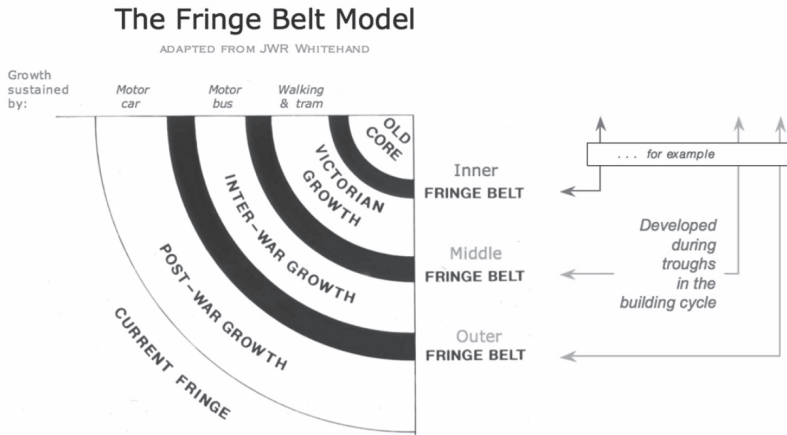 The Fringe Belt Model
ADAPTED FROM JWR WHITEHAND
Growth
sustained
by:
Motor
car
Motor
bus
Walking
& tram
OLD
CORE
VICTORIAN
GROWTH
INTER-WAR GROWTH
POST-WAR GROWTH
CURRENT FRINGE
Inner
FRINGE BELT
Middle
FRINGE BELT
Outer
FRINGE BELT
. . . for example
Developed
during
troughs
in the
building cycle